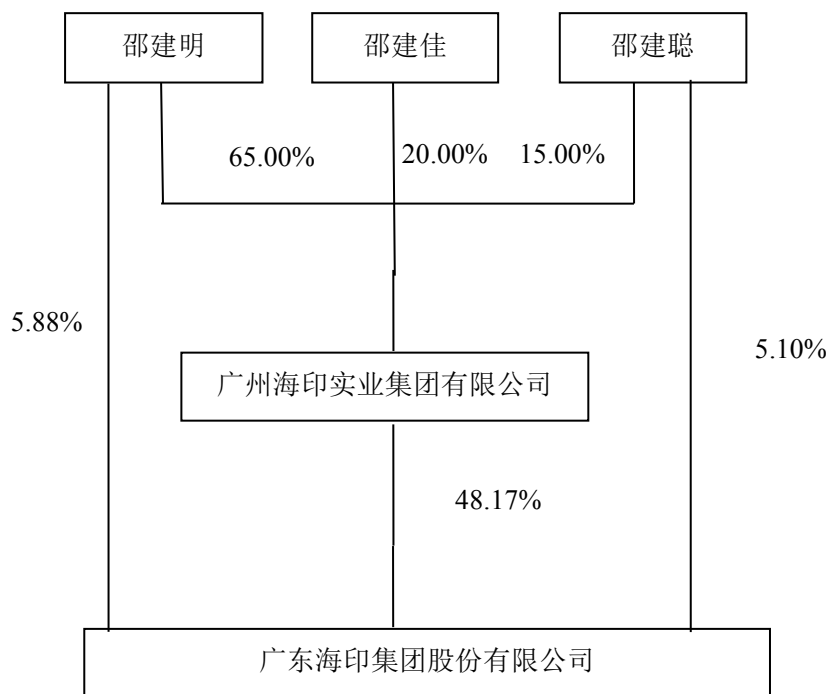 邵建明
邵建佳
邵建聪
65.00%
20.00%
15.00%
5.88%
5.10%
广州海印实业集团有限公司
48.17%
广东海印集团股份有限公司